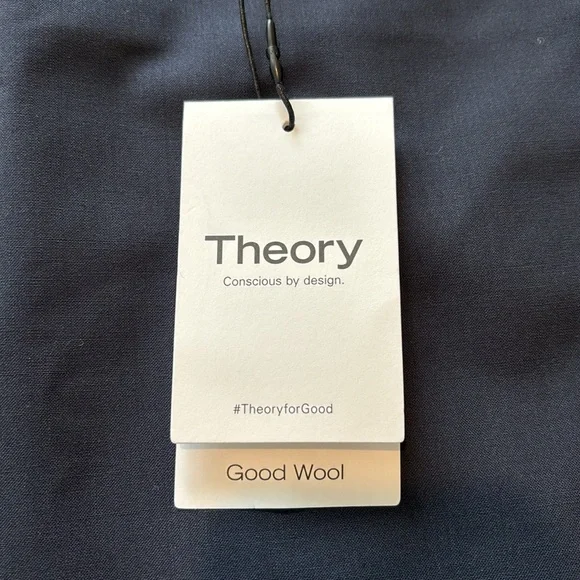 Theory
Conscious by design.
#TheoryforGood
Good Wool